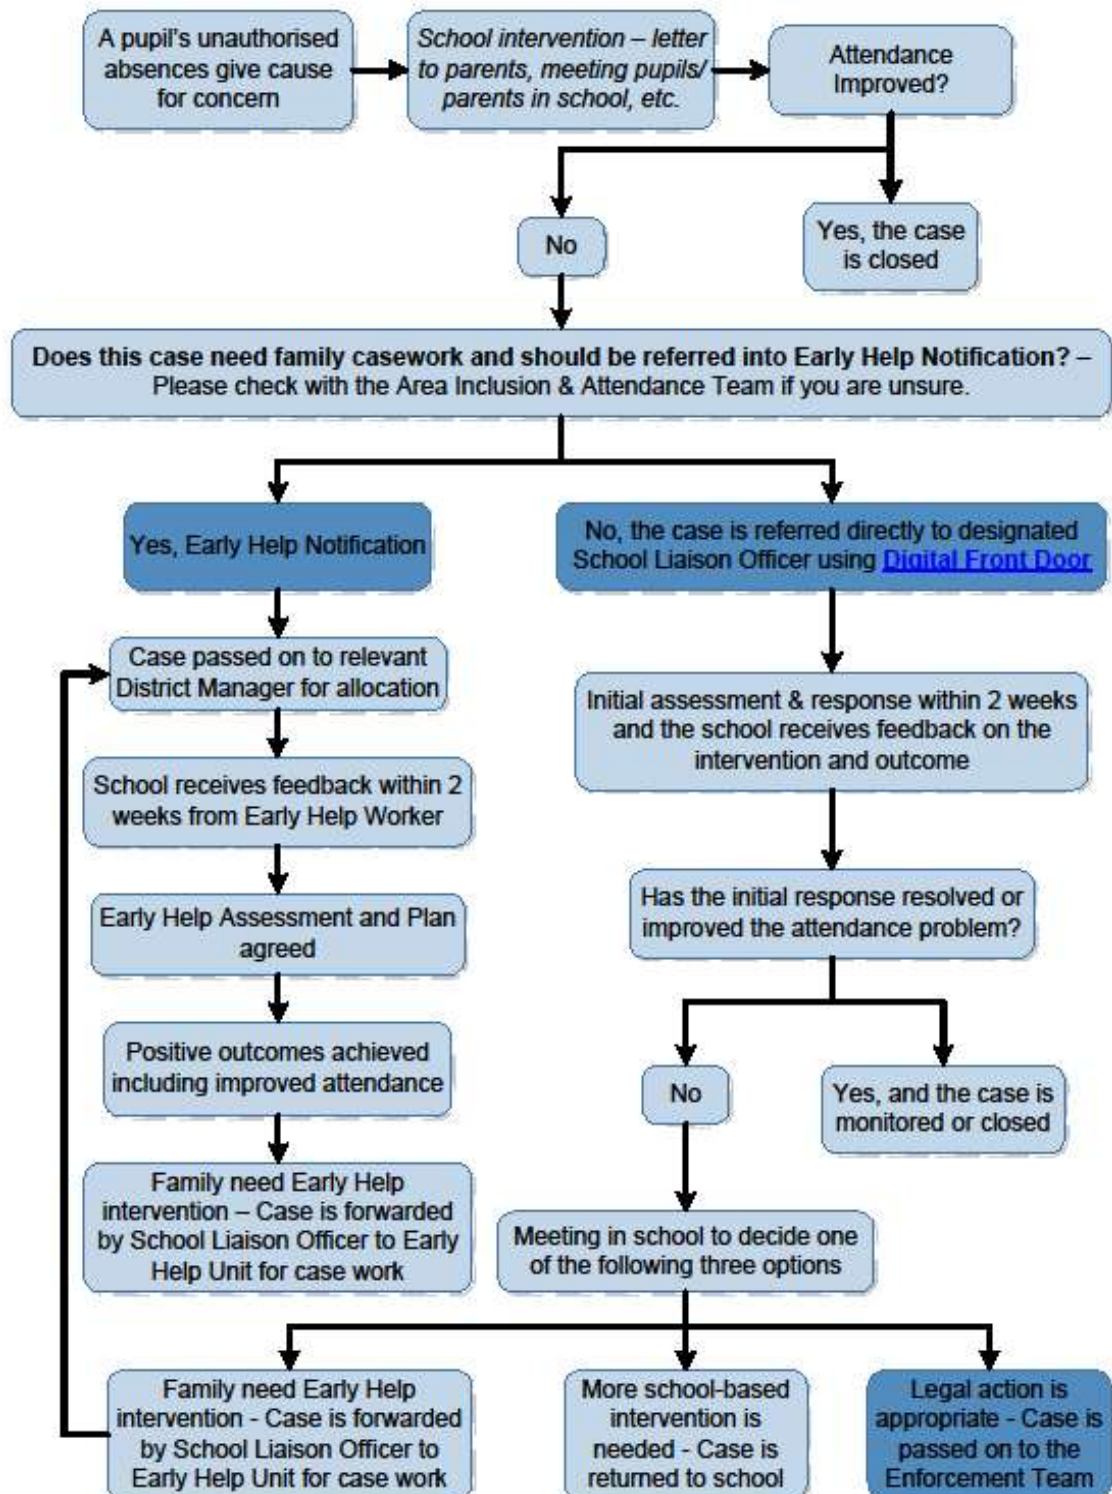 A pupil's unauthorised
absences give cause
for concern
School intervention – letter
to parents, meeting pupils/
parents in school, etc.
Attendance
Improved?
No
Yes, the case
is closed
Does this case need family casework and should be referred into Early Help Notification? –
Please check with the Area Inclusion & Attendance Team if you are unsure.
Yes, Early Help Notification
No, the case is referred directly to designated
School Liaison Officer using Digital Front Door
Case passed on to relevant
District Manager for allocation
School receives feedback within 2
weeks from Early Help Worker
Early Help Assessment and Plan
agreed
Positive outcomes achieved
including improved attendance
Family need Early Help
intervention – Case is forwarded
by School Liaison Officer to Early
Help Unit for case work
Initial assessment & response within 2 weeks
and the school receives feedback on the
intervention and outcome
Has the initial response resolved or
improved the attendance problem?
No
Yes, and the case is
monitored or closed
Meeting in school to decide one
of the following three options
Family need Early Help
intervention - Case is forwarded
by School Liaison Officer to
Early Help Unit for case work
More school-based
intervention is
needed - Case is
returned to school
Legal action is
appropriate - Case is
passed on to the
Enforcement Team